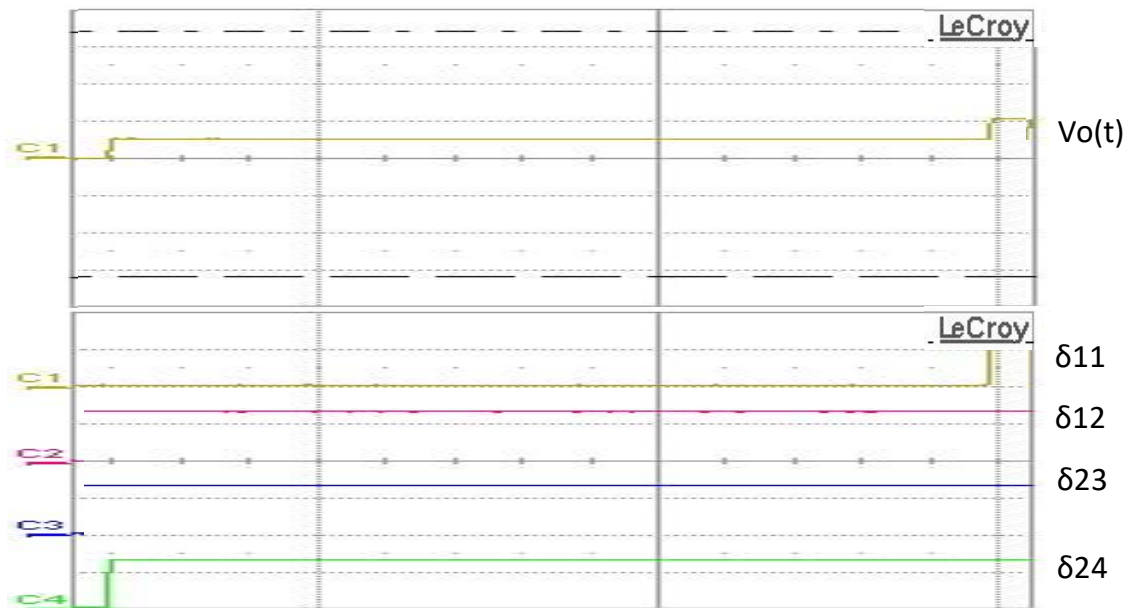 LeCroy
Vo(t)
C1
LeCroy
δ11
C1
δ12
C2
δ23
C3
δ24
C4